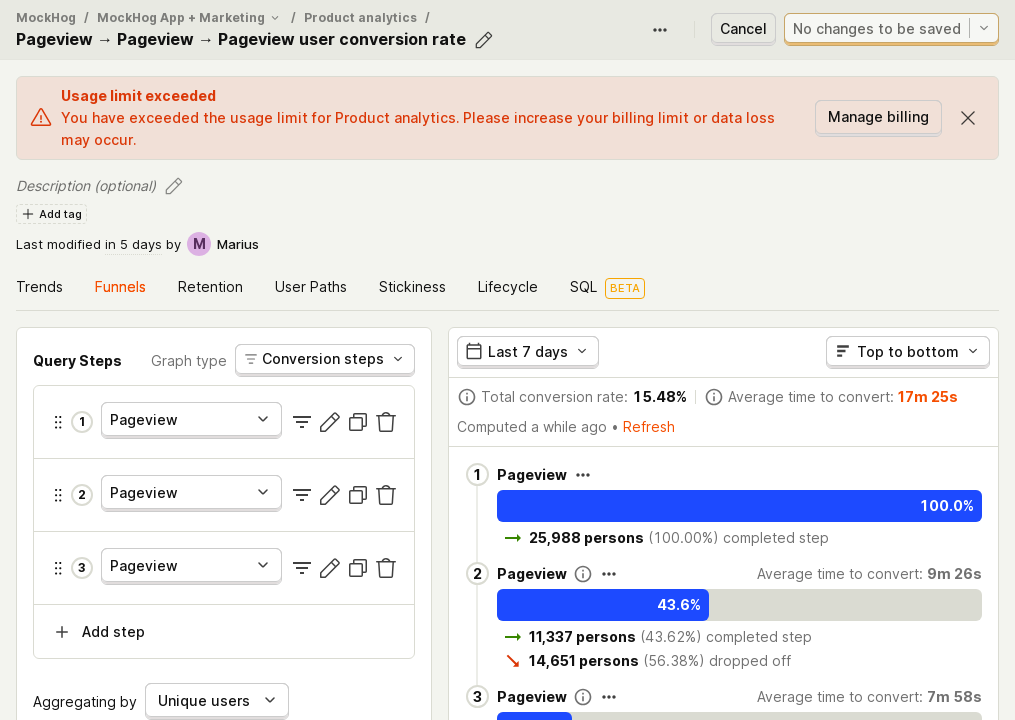 MockHog / MockHog App + Marketing / Product analytics /
Pageview → Pageview → Pageview user conversion rate
Cancel
No changes to be saved
Usage limit exceeded
You have exceeded the usage limit for Product analytics. Please increase your billing limit or data loss
may occur.
Manage billing
Description (optional)
Add tag
Last modified in 5 days by M Marius
Trends Funnels Retention User Paths Stickiness Lifecycle SQL BETA
Query Steps
Graph type Conversion steps
1 Pageview
2 Pageview
3 Pageview
Add step
Aggregating by Unique users
Last 7 days
Top to bottom
Total conversion rate: 15.48%
Average time to convert: 17m 25s
Computed a while ago • Refresh
1 Pageview
100.0%
25,988 persons (100.00%) completed step
2 Pageview
Average time to convert: 9m 26s
43.6%
11,337 persons (43.62%) completed step
14,651 persons (56.38%) dropped off
3 Pageview
Average time to convert: 7m 58s